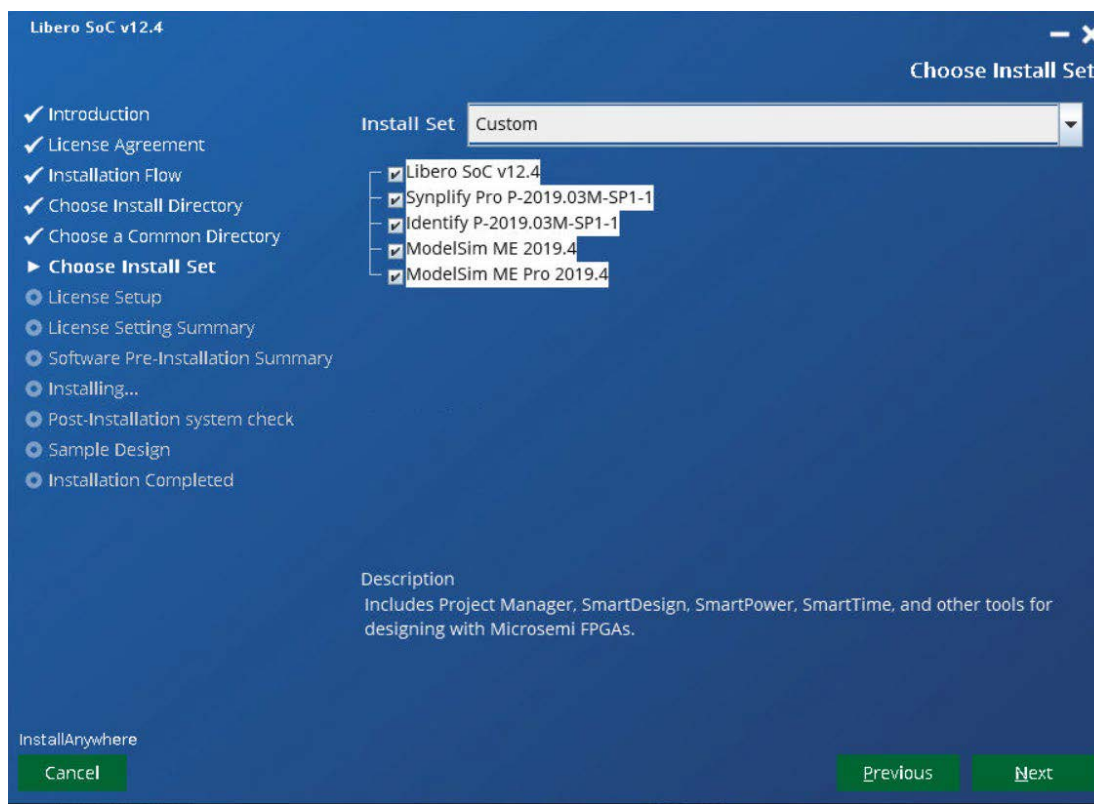 Libero SoC v12.4
Choose Install Set
Introduction
License Agreement
Installation Flow
Choose Install Directory
Choose a Common Directory
Choose Install Set
License Setup
License Setting Summary
Software Pre-Installation Summary
Installing...
Post-Installation system check
Sample Design
Installation Completed
Install Set Custom
Libero SoC v12.4
Synplify Pro P-2019.03M-SP1-1
Identify P-2019.03M-SP1-1
ModelSim ME 2019.4
ModelSim ME Pro 2019.4
Description
Includes Project Manager, SmartDesign, SmartPower, SmartTime, and other tools for
designing with Microsemi FPGAs.
InstallAnywhere
Cancel
Previous
Next